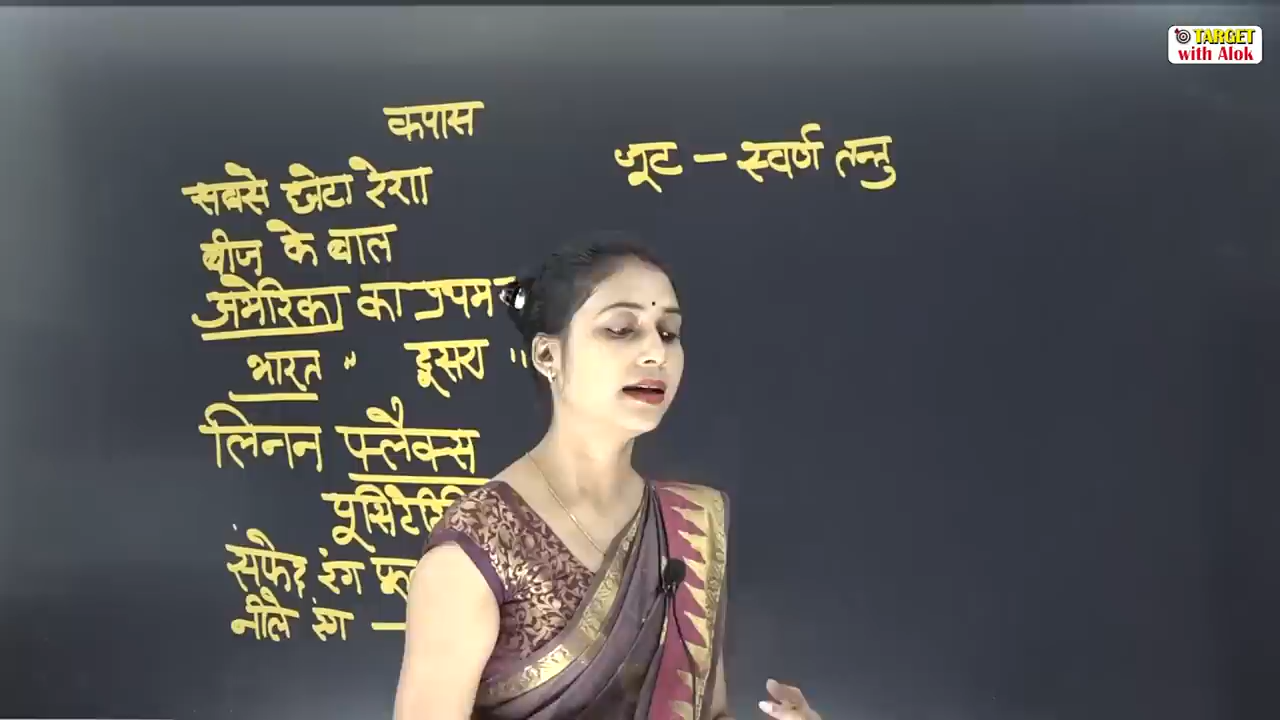 कपास
सबसे छोटा रेशा
बीज के बाल
अमेरिका का प्रथम
भारत " दूसरा "
लिनन फ्लैक्स
सफेद रंग
नीले रंग —
जूट — स्वर्ण तन्तु
TARGET
with Alok